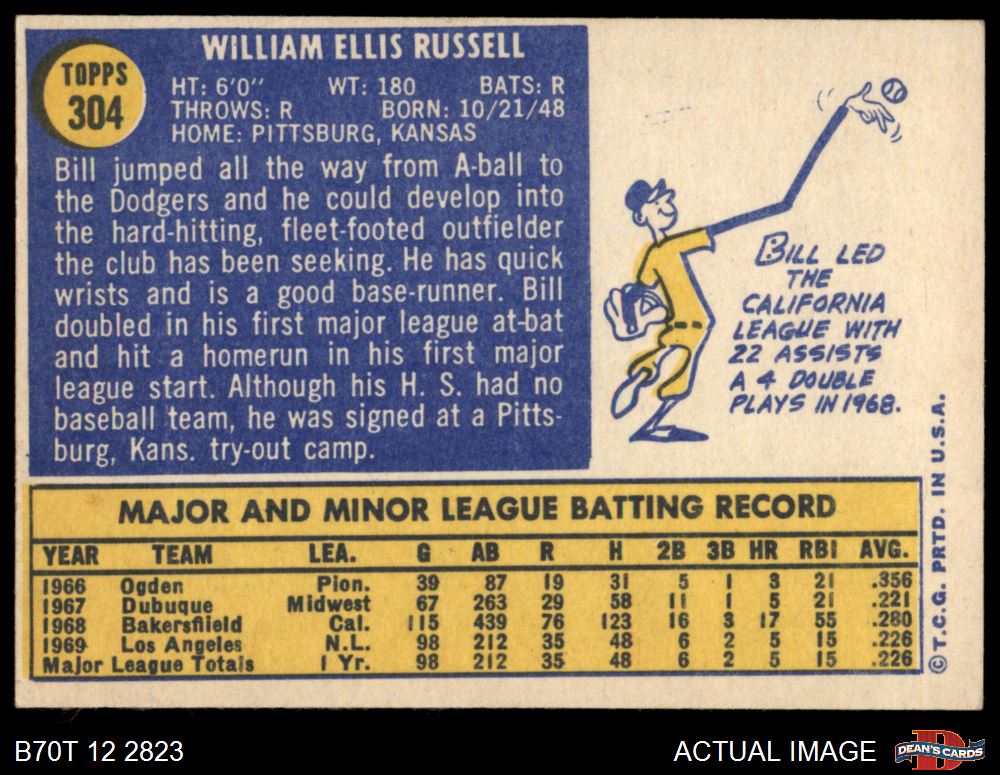 TOPPS
304
WILLIAM ELLIS RUSSELL
HT: 6'0" WT: 180 BATS: R
THROWS: R BORN: 10/21/48
HOME: PITTSBURG, KANSAS
Bill jumped all the way from A-ball to
the Dodgers and he could develop into
the hard-hitting, fleet-footed outfielder
the club has been seeking. He has quick
wrists and is a good base-runner. Bill
doubled in his first major league at-bat
and hit a homerun in his first major
league start. Although his H. S. had no
baseball team, he was signed at a Pitts-
burg, Kans. try-out camp.
BILL LED
THE
CALIFORNIA
LEAGUE WITH
22 ASSISTS
A 4 DOUBLE
PLAYS IN 1968.
MAJOR AND MINOR LEAGUE BATTING RECORD
YEAR TEAM LEA. G AB R H 2B 3B HR RBI AVG.
1966 Ogden Pion. 39 87 19 31 5 1 3 21 .356
1967 Dubuque Midwest 67 263 29 58 11 1 5 21 .221
1968 Bakersfield Cal. 115 439 76 123 16 3 17 55 .280
1969 Los Angeles N.L. 98 212 35 48 6 2 5 15 .226
Major League Totals 1 Yr. 98 212 35 48 6 2 5 15 .226
© T.C.G. PRTD. IN U.S.A.
B70T 12 2823
ACTUAL IMAGE
D
DEAN'S CARDS